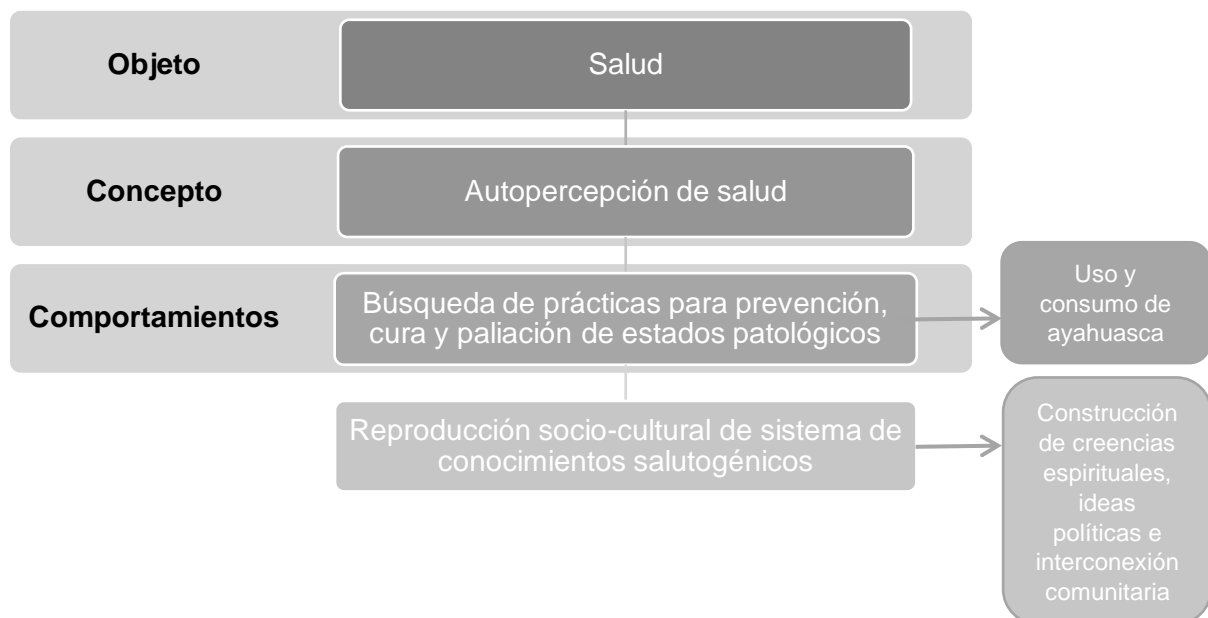 Objeto
Salud
Concepto
Autopercepción de salud
Comportamientos
Búsqueda de prácticas para prevención,
cura y paliación de estados patológicos
Uso y
consumo de
ayahuasca
Reproducción socio-cultural de sistema de
conocimientos salutogénicos
Construcción
de creencias
espirituales,
ideas
políticas e
interconexión
comunitaria